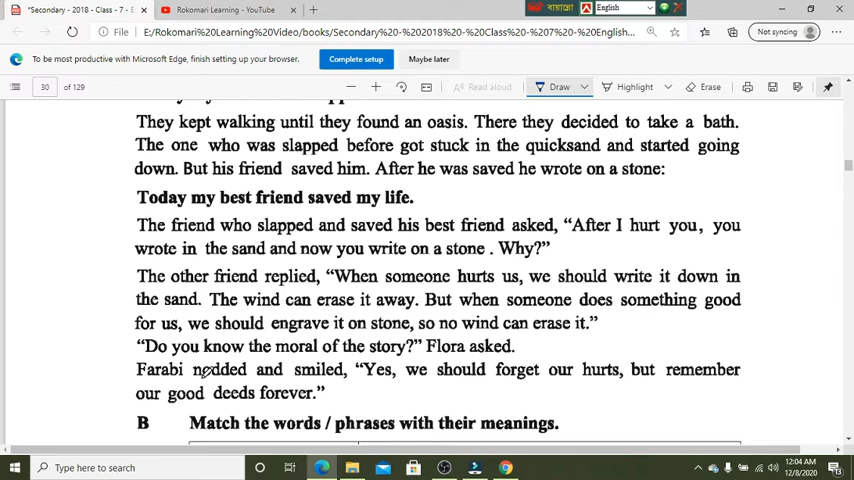 *Secondary - 2018 - Class - 7 - E
Rokomari Learning - YouTube
English
File
E:/Rokomari%20Learning%20Video/books/Secondary%20-%202018%20-%20Class%20-%207%20-%20English...
Not syncing
To be most productive with Microsoft Edge, finish setting up your browser.
Complete setup
Maybe later
30 of 129
Read aloud
Draw
Highlight
Erase
They kept walking until they found an oasis. There they decided to take a bath.
The one who was slapped before got stuck in the quicksand and started going
down. But his friend saved him. After he was saved he wrote on a stone:
Today my best friend saved my life.
The friend who slapped and saved his best friend asked, “After I hurt you, you
wrote in the sand and now you write on a stone . Why?”
The other friend replied, “When someone hurts us, we should write it down in
the sand. The wind can erase it away. But when someone does something good
for us, we should engrave it on stone, so no wind can erase it.”
“Do you know the moral of the story?” Flora asked.
Farabi nodded and smiled, “Yes, we should forget our hurts, but remember
our good deeds forever.”
B Match the words / phrases with their meanings.
Type here to search
12:04 AM
12/8/2020